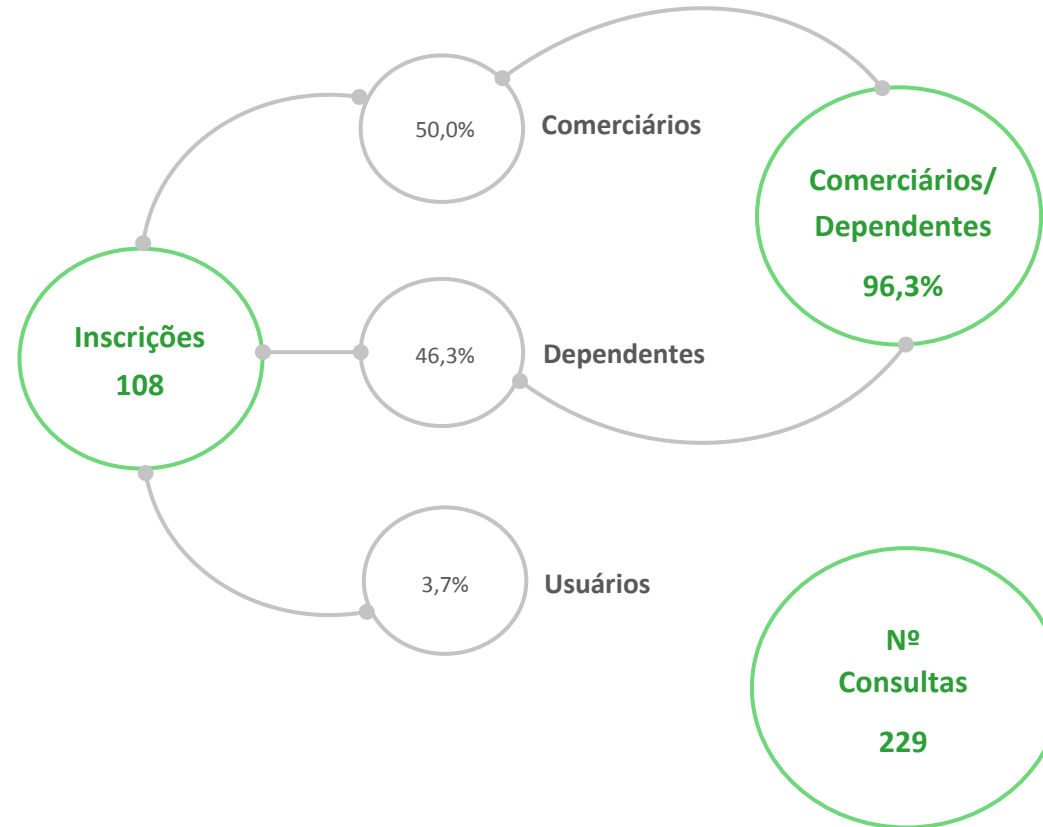 Inscrições
108
50,0%
Comerciários
46,3%
Dependentes
3,7%
Usuários
Comerciários/
Dependentes
96,3%
Nº
Consultas
229